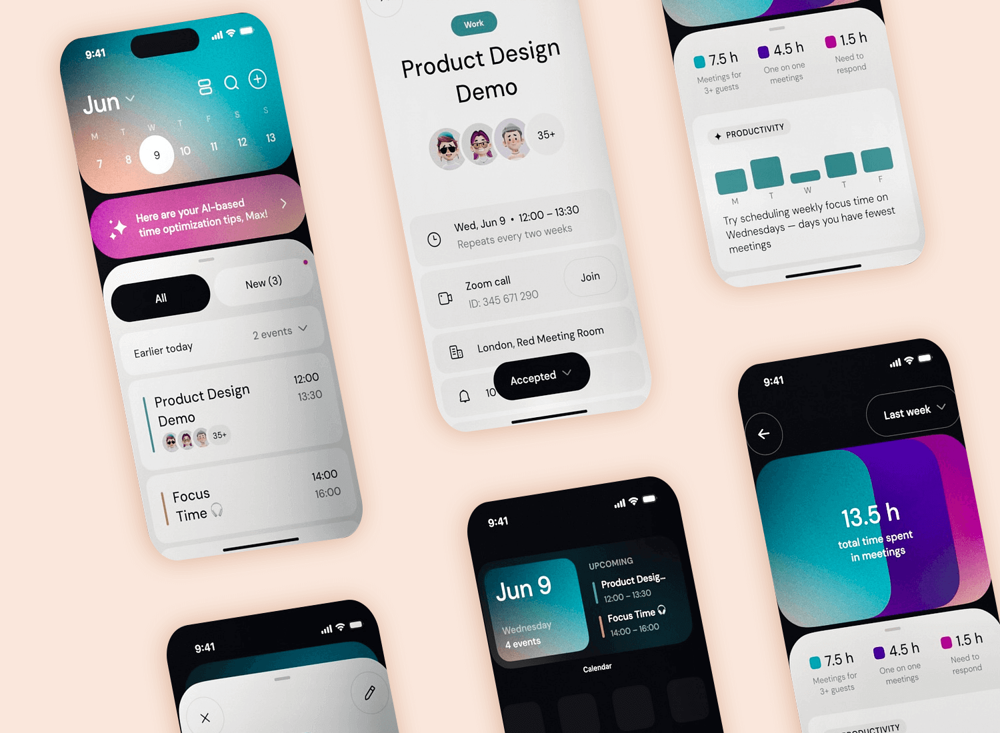 9:41
Jun
M T W T F S S
7 8 9 10 11 12 13
Here are your AI-based
time optimization tips, Max!
All
New (3)
Earlier today
2 events
Product Design
Demo
12:00
13:30
35+
Focus
Time
14:00
16:00
Work
Product Design
Demo
35+
Wed, Jun 9 • 12:00 – 13:30
Repeats every two weeks
Zoom call
ID: 345 671 290
Join
London, Red Meeting Room
10
Accepted
7.5 h
Meetings for
3+ guests
4.5 h
One on one
meetings
1.5 h
Need to
respond
PRODUCTIVITY
M T W T F
Try scheduling weekly focus time on
Wednesdays — days you have fewest
meetings
9:41
9:41
Jun 9
Wednesday
4 events
UPCOMING
Product Desig...
12:00 – 13:30
Focus Time
14:00 – 16:00
Calendar
9:41
Last week
13.5 h
total time spent
in meetings
7.5 h
Meetings for
3+ guests
4.5 h
One on one
meetings
1.5 h
Need to
respond
PRODUCTIVITY